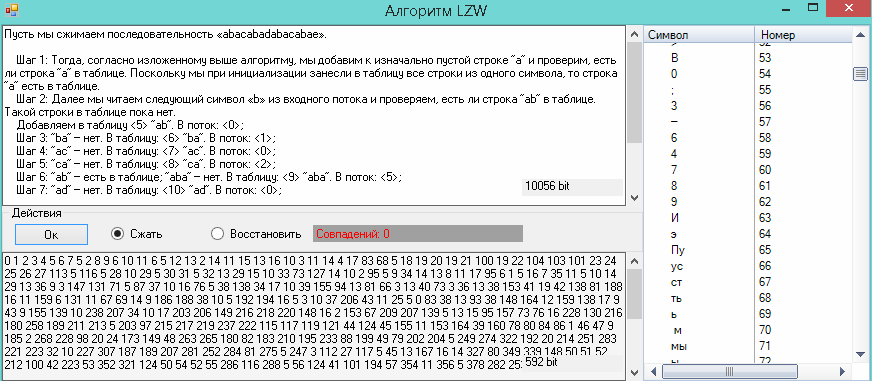 Алгоритм LZW
Пусть мы сжимаем последовательность «abacabadabacabae».
Шаг 1: Тогда, согласно изложенному выше алгоритму, мы добавим к изначально пустой строке "a" и проверим, есть
ли строка "a" в таблице. Поскольку мы при инициализации занесли в таблицу все строки из одного символа, то строка
"a" есть в таблице.
Шаг 2: Далее мы читаем следующий символ «b» из входного потока и проверяем, есть ли строка "ab" в таблице.
Такой строки в таблице пока нет.
Добавляем в таблицу <5> "ab". В поток: <0>;
Шаг 3: "ba" – нет. В таблицу: <6> "ba". В поток: <1>;
Шаг 4: "ac" – нет. В таблицу: <7> "ac". В поток: <0>;
Шаг 5: "ca" – нет. В таблицу: <8> "ca". В поток: <2>;
Шаг 6: "ab" – есть в таблице; "aba" – нет. В таблицу: <9> "aba". В поток: <5>;
Шаг 7: "ad" – нет. В таблицу: <10> "ad". В поток: <0>;
10056 bit
Действия
Ок
Сжать
Восстановить
Совпадений: 0
0 1 2 3 4 5 6 7 5 2 8 9 6 10 11 6 5 12 13 2 14 11 15 13 16 10 3 11 14 4 17 83 68 5 18 20 19 21 100 19 22 104 103 101 23 24
25 26 27 113 5 116 5 28 10 29 5 30 31 5 32 13 2 15 16 5 10 33 73 127 14 10 2 95 5 9 34 14 13 8 11 17 95 6 1 5 16 7 35 11 5 10 14
29 13 36 9 3 147 131 71 5 87 37 10 16 76 5 38 138 34 17 10 39 155 94 13 81 66 3 13 40 73 3 36 13 138 153 41 19 42 138 81 188
16 11 159 6 131 11 67 69 14 9 186 188 38 10 5 192 194 16 5 3 10 37 206 43 11 25 5 0 83 38 13 93 38 148 164 12 159 138 17 9
43 9 155 139 10 238 207 34 10 17 203 206 149 216 218 220 148 16 2 153 67 209 207 139 5 13 15 95 157 73 76 16 228 130 216
180 258 189 211 213 5 203 97 215 217 219 237 222 115 117 119 121 44 124 45 155 11 153 164 39 160 78 80 84 86 1 46 47 9
185 2 268 228 98 20 24 173 149 48 263 265 180 82 183 210 195 233 88 199 49 79 202 204 5 249 274 244 322 291 14 251 283
221 223 32 10 227 307 187 189 207 281 252 284 81 275 5 247 3 112 27 117 5 45 13 167 16 14 327 80 349
212 100 42 223 53 352 321 124 50 54 52 55 286 116 288 5 56 124 41 101 194 57 354 11 356 5 378 282
592 bit
Символ Номер
В 53
0 54
; 55
3 56
– 57
6 58
4 59
7 60
8 61
9 62
И 63
э 64
Пу 65
ус 66
ст 67
ть 68
ь 69
м 70
мы 71